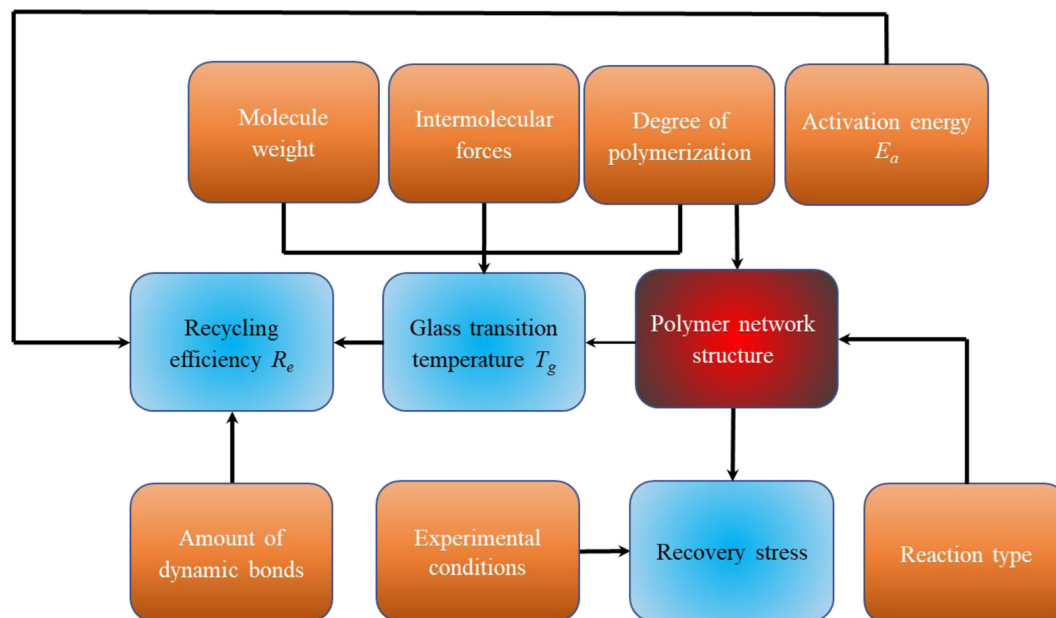 Molecule
weight
Intermolecular
forces
Degree of
polymerization
Activation energy
Eₐ
Recycling
efficiency Rₑ
Glass transition
temperature T_g
Polymer network
structure
Amount of
dynamic bonds
Experimental
conditions
Recovery stress
Reaction type